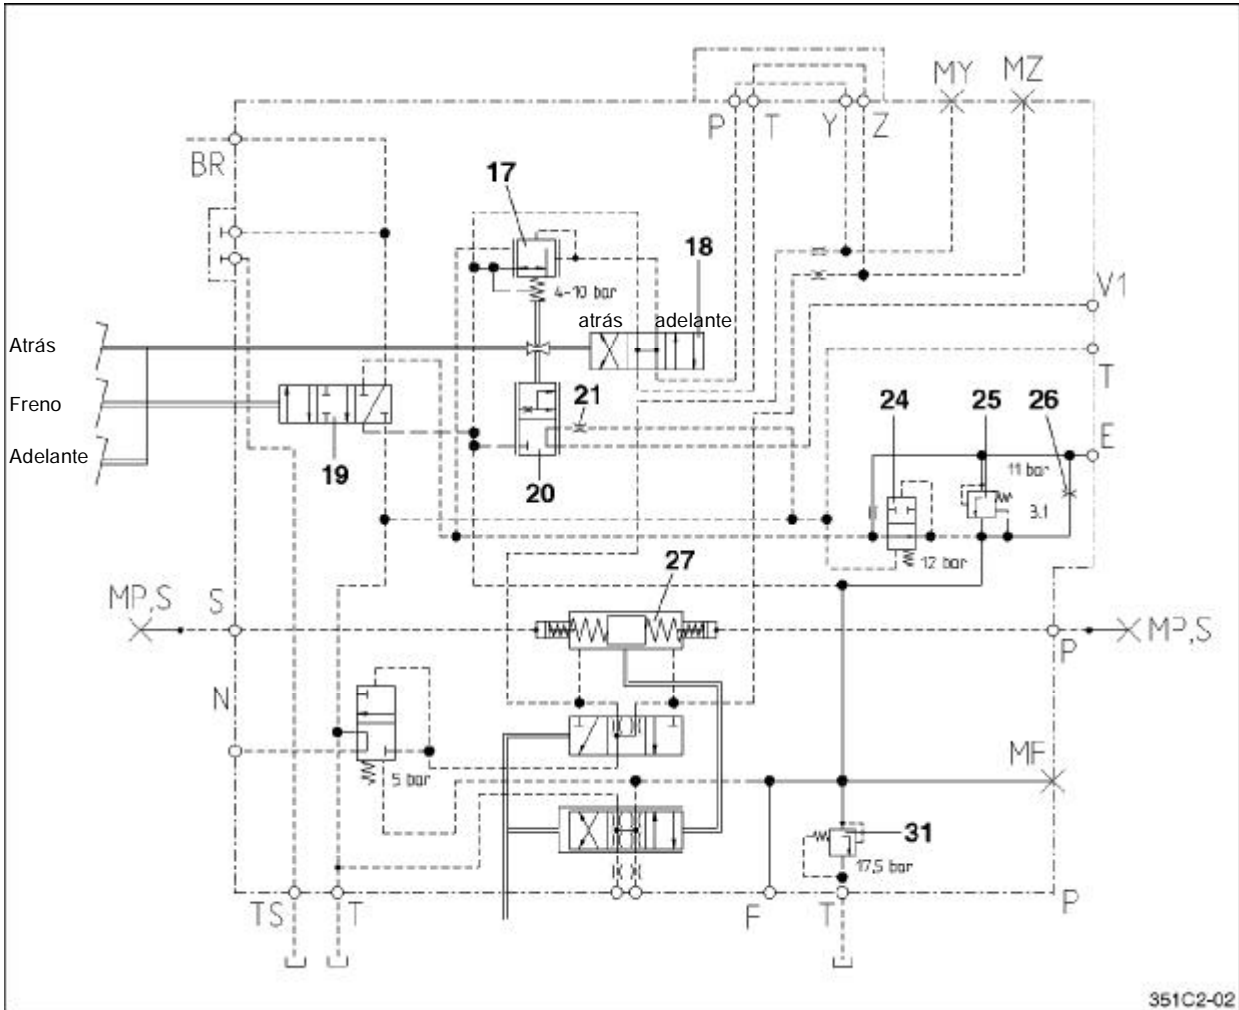 MY MZ
P T Y Z
BR
17
18
4-10 bar
V1
atrás adelante
Atrás
T
Freno
21
24 25 26
E
Adelante
11 bar
19
20
3.1
12 bar
27
MP,S S
P MP,S
N
MF
5 bar
31
17,5 bar
TS T F T P
351C2-02